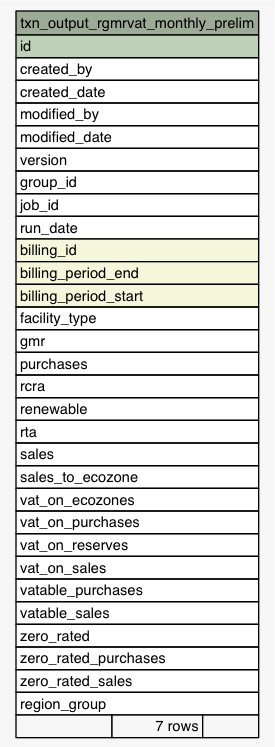 txn_output_rgmrvat_monthly_prelim
id
created_by
created_date
modified_by
modified_date
version
group_id
job_id
run_date
billing_id
billing_period_end
billing_period_start
facility_type
gmr
purchases
rcra
renewable
rta
sales
sales_to_ecozone
vat_on_ecozones
vat_on_purchases
vat_on_reserves
vat_on_sales
vatable_purchases
vatable_sales
zero_rated
zero_rated_purchases
zero_rated_sales
region_group
7 rows